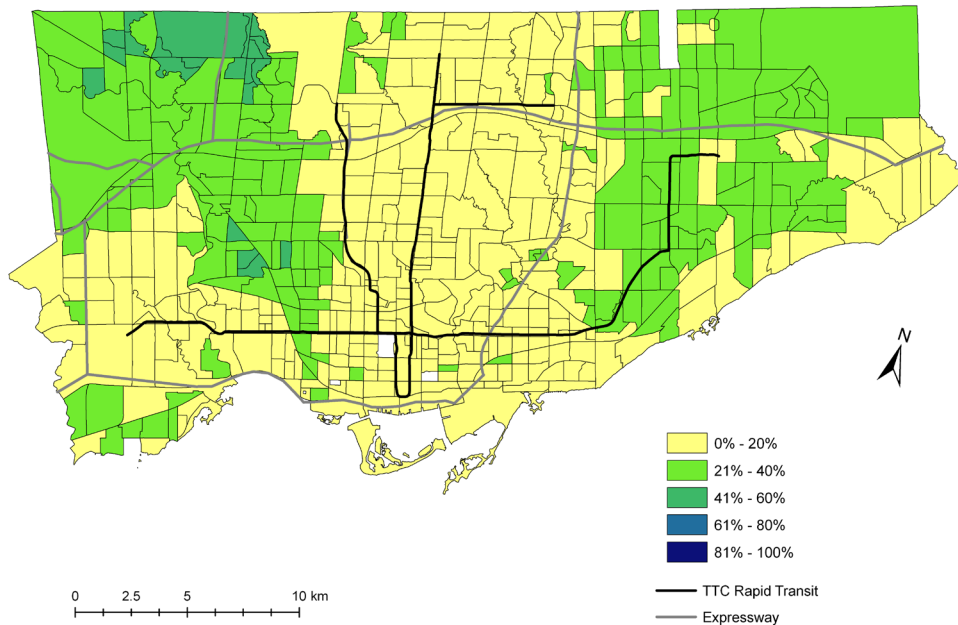 N
0% - 20%
21% - 40%
41% - 60%
61% - 80%
81% - 100%
TTC Rapid Transit
Expressway
0 2.5 5 10 km